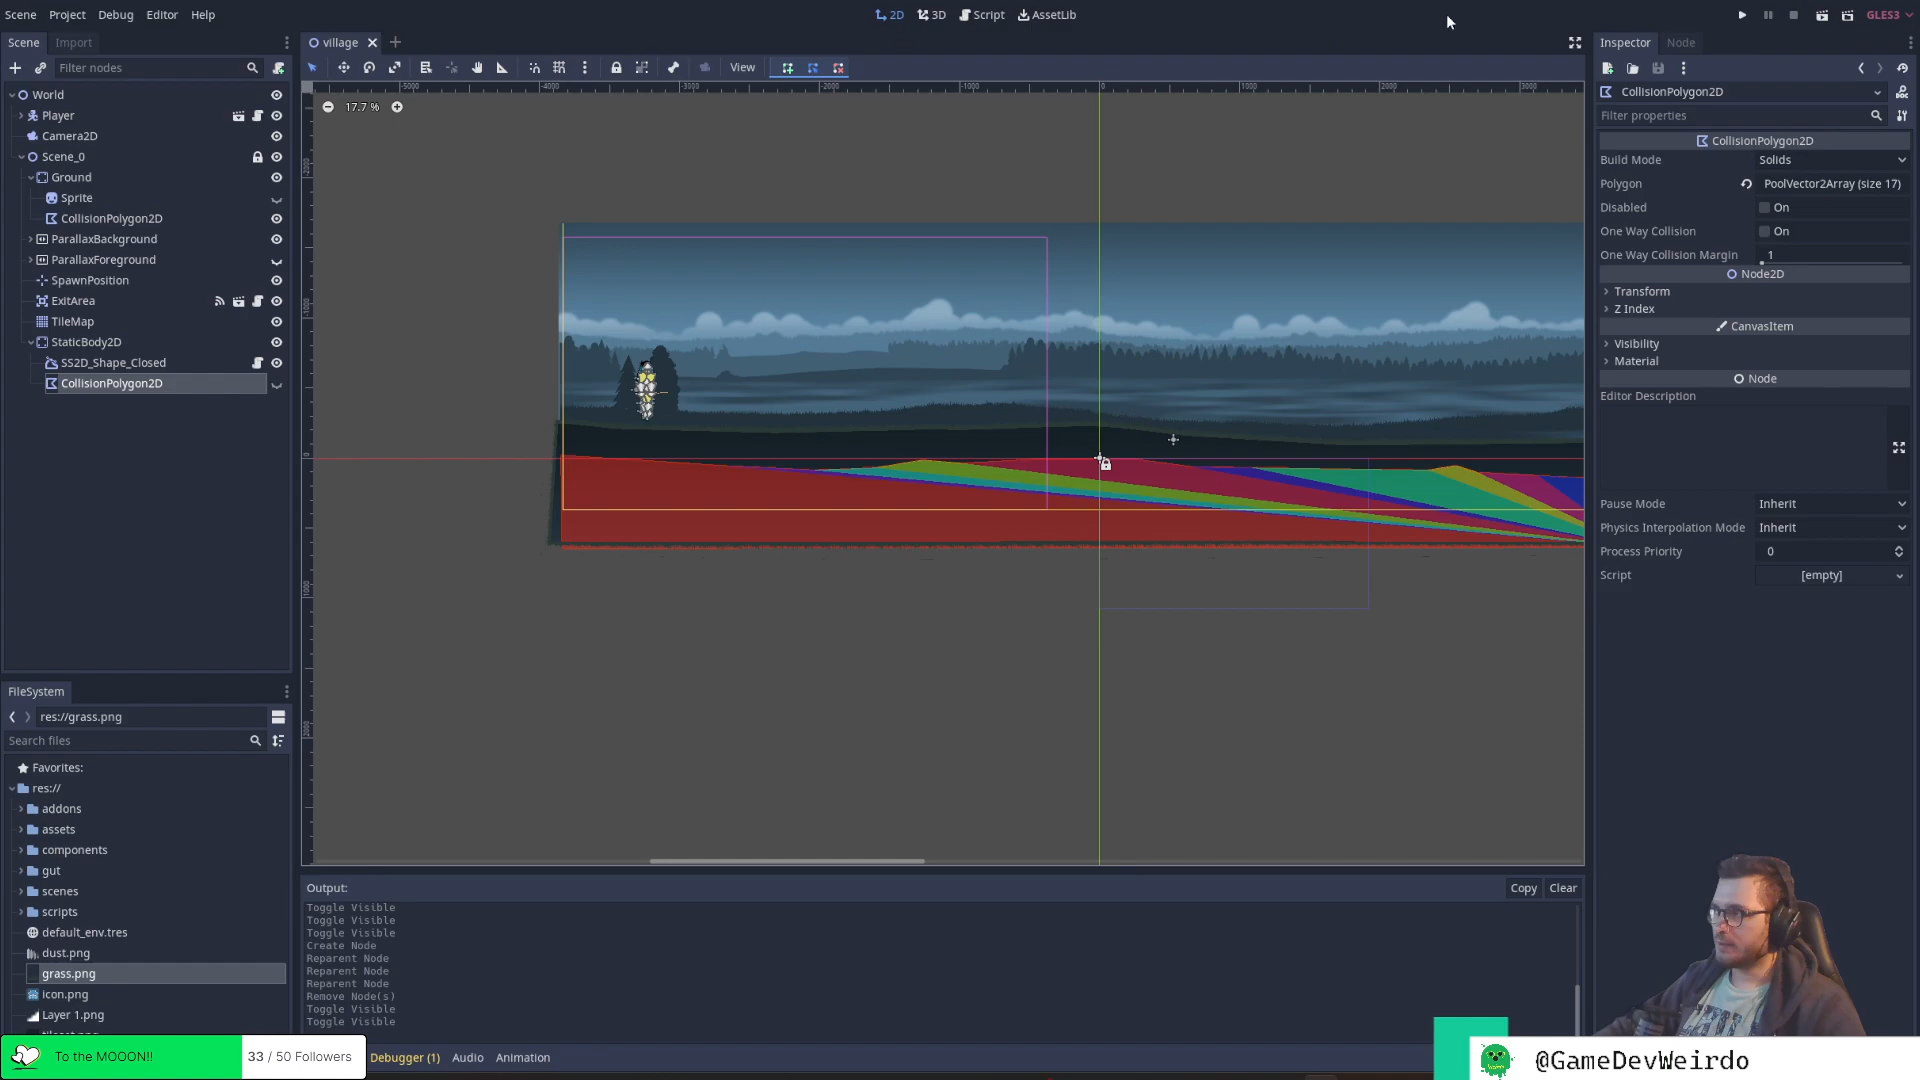 Scene Project Debug Editor Help
2D 3D Script AssetLib
GLES3
Scene Import
village
Inspector Node
Filter nodes
View
World
Player
Camera2D
Scene_0
Ground
Sprite
CollisionPolygon2D
ParallaxBackground
ParallaxForeground
SpawnPosition
ExitArea
TileMap
StaticBody2D
SS2D_Shape_Closed
CollisionPolygon2D
17.7 %
CollisionPolygon2D
Filter properties
CollisionPolygon2D
Build Mode Solids
Polygon PoolVector2Array (size 17)
Disabled On
One Way Collision On
One Way Collision Margin 1
Node2D
Transform
Z Index
CanvasItem
Visibility
Material
Node
Editor Description
Pause Mode Inherit
Physics Interpolation Mode Inherit
Process Priority 0
Script [empty]
FileSystem
res://grass.png
Search files
Favorites:
res://
addons
assets
components
gut
scenes
scripts
default_env.tres
dust.png
grass.png
icon.png
Layer 1.png
Output: Copy Clear
Toggle Visible
Toggle Visible
Toggle Visible
Create Node
Reparent Node
Reparent Node
Reparent Node
Remove Node(s)
Toggle Visible
Toggle Visible
To the MOOON!! 33 / 50 Followers
Debugger (1) Audio Animation
@GameDevWeirdo